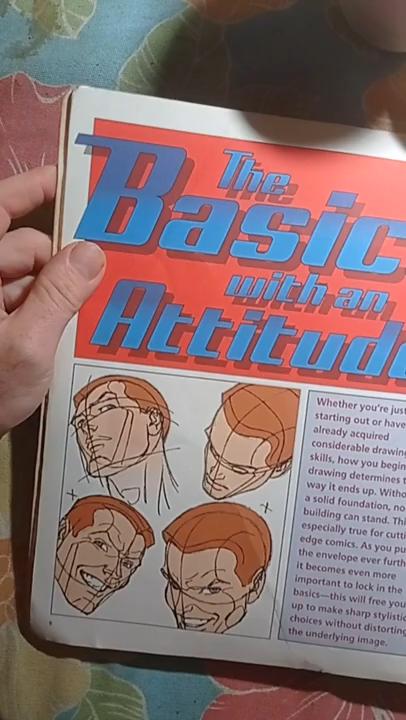 The
Basic
with an
Attitude
Whether you're just
starting out or have
already acquired
considerable drawing
skills, how you begin
drawing determines t
way it ends up. Witho
a solid foundation, no
building can stand. Thi
especially true for cutti
edge comics. As you pu
the envelope ever furth
it becomes even more
important to lock in the
basics—this will free you
up to make sharp stylistic
choices without distorting
the underlying image.